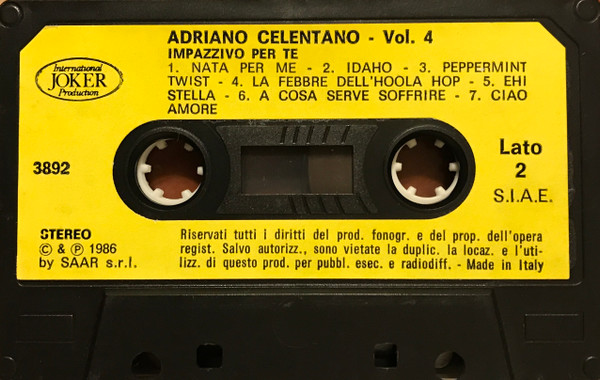 ADRIANO CELENTANO - Vol. 4
IMPAZZIVO PER TE
1. NATA PER ME - 2. IDAHO - 3. PEPPERMINT
TWIST - 4. LA FEBBRE DELL'HOOLA HOP - 5. EHI
STELLA - 6. A COSA SERVE SOFFRIRE - 7. CIAO
AMORE
International
JOKER
Production
3892
Lato
2
S.I.A.E.
STEREO
© & Ⓟ 1986
by SAAR s.r.l.
Riservati tutti i diritti del prod. fonogr. e del prop. dell'opera
regist. Salvo autorizz., sono vietate la duplic. la locaz. e l'uti-
lizz. di questo prod. per pubbl. esec. e radiodiff. - Made in Italy